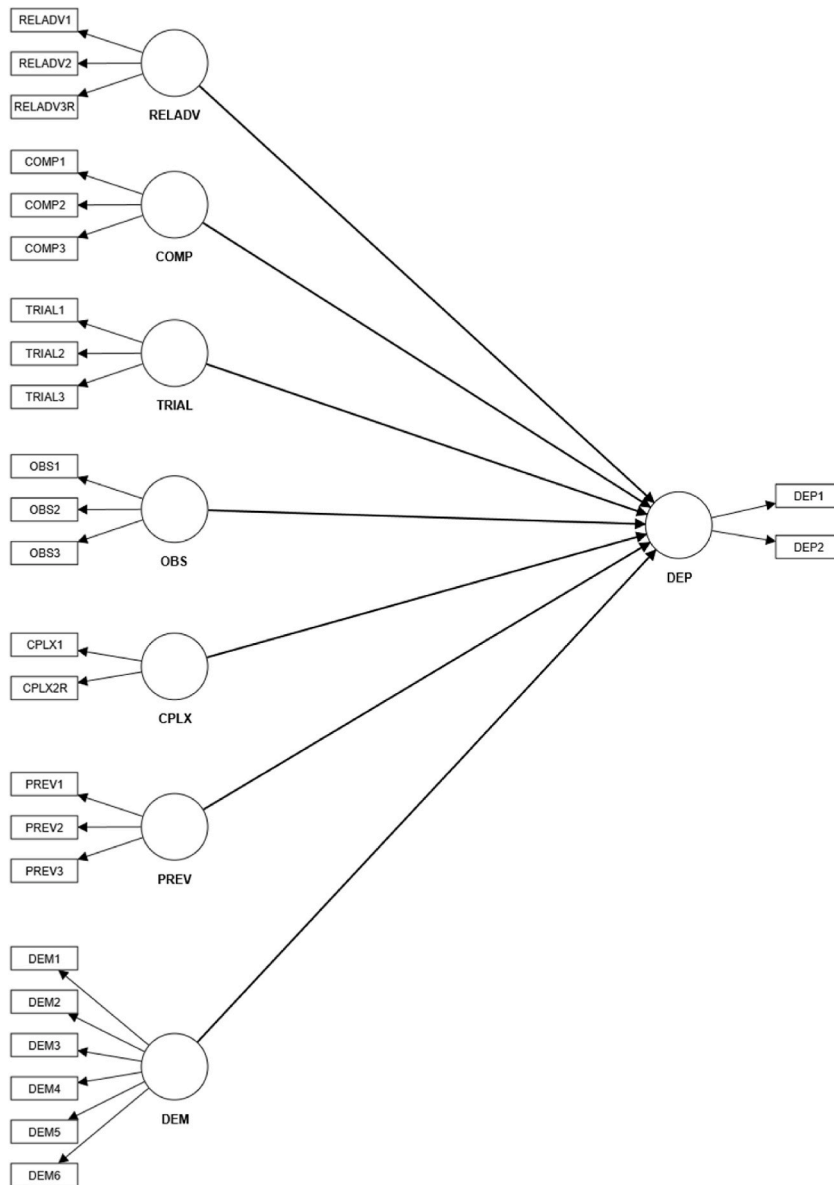 RELADV1
RELADV2
RELADV3R
RELADV
COMP1
COMP2
COMP3
COMP
TRIAL1
TRIAL2
TRIAL3
TRIAL
OBS1
OBS2
OBS3
OBS
CPLX1
CPLX2R
CPLX
PREV1
PREV2
PREV3
PREV
DEM1
DEM2
DEM3
DEM4
DEM5
DEM6
DEM
DEP1
DEP2
DEP